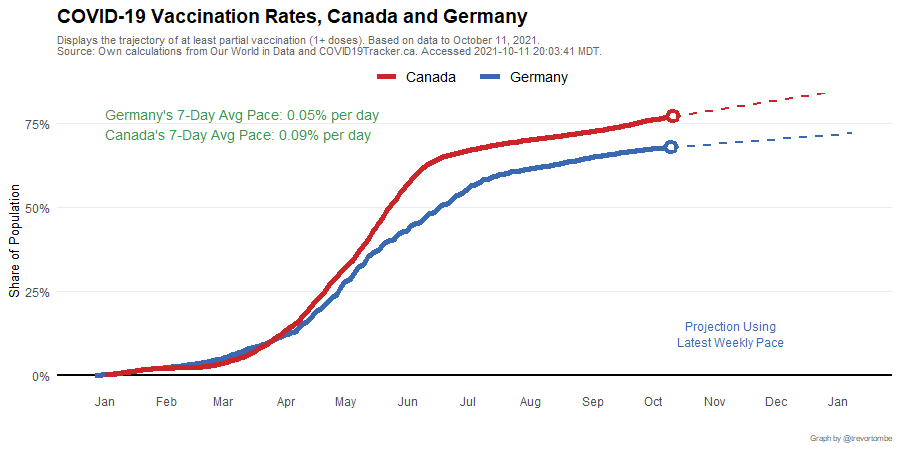 COVID-19 Vaccination Rates, Canada and Germany
Displays the trajectory of at least partial vaccination (1+ doses). Based on data to October 11, 2021.
Source: Own calculations from Our World in Data and COVID19Tracker.ca. Accessed 2021-10-11 20:03:41 MDT.
Canada Germany
Germany's 7-Day Avg Pace: 0.05% per day
Canada's 7-Day Avg Pace: 0.09% per day
Share of Population
75%
50%
25%
0%
Projection Using
Latest Weekly Pace
Jan Feb Mar Apr May Jun Jul Aug Sep Oct Nov Dec Jan
Graph by @trevortombe